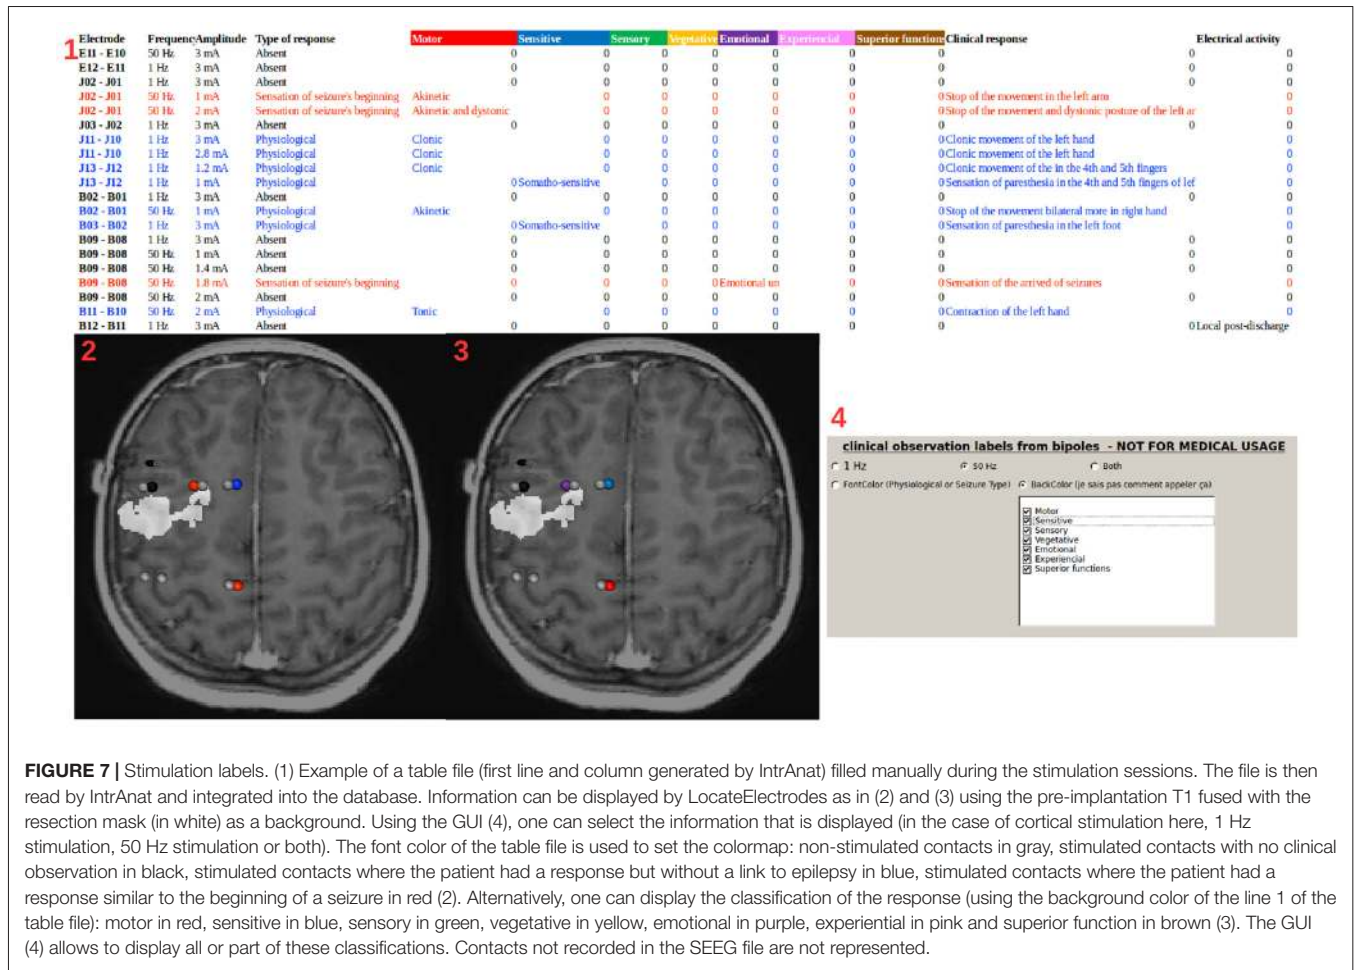 Electrode Frequenc Amplitude Type of response Motor Sensitive Sensory Vegetative Emotional Experiencial Superior functions Clinical response Electrical activity
1
E11 - E10 50 Hz 3 mA Absent 0 0 0 0 0 0 0 0 0
E12 - E11 1 Hz 3 mA Absent 0 0 0 0 0 0 0 0 0
J02 - J01 1 Hz 3 mA Absent 0 0 0 0 0 0 0 0 0
J02 - J01 50 Hz 1 mA Sensation of seizure's beginning Akinetic 0 0 0 0 0 0 Stop of the movement in the left arm 0
J02 - J01 50 Hz 2 mA Sensation of seizure's beginning Akinetic and dystonic 0 0 0 0 0 0 Stop of the movement and dystonic posture of the left ar 0
J03 - J02 1 Hz 3 mA Absent 0 0 0 0 0 0 0 0 0
J11 - J10 1 Hz 3 mA Physiological Clonic 0 0 0 0 0 0 Clonic movement of the left hand 0
J11 - J10 1 Hz 2.8 mA Physiological Clonic 0 0 0 0 0 0 Clonic movement of the left hand 0
J13 - J12 1 Hz 1.2 mA Physiological Clonic 0 0 0 0 0 0 Clonic movement of the in the 4th and 5th fingers 0
J13 - J12 1 Hz 1 mA Physiological 0 Somatho-sensitive 0 0 0 0 0 Sensation of paresthesia in the 4th and 5th fingers of lef 0
B02 - B01 1 Hz 3 mA Absent 0 0 0 0 0 0 0 0 0
B02 - B01 50 Hz 1 mA Physiological Akinetic 0 0 0 0 0 0 Stop of the movement bilateral more in right hand 0
B03 - B02 1 Hz 3 mA Physiological 0 Somatho-sensitive 0 0 0 0 0 Sensation of paresthesia in the left foot 0
B09 - B08 1 Hz 3 mA Absent 0 0 0 0 0 0 0 0 0
B09 - B08 50 Hz 1 mA Absent 0 0 0 0 0 0 0 0 0
B09 - B08 50 Hz 1.4 mA Absent 0 0 0 0 0 0 0 0 0
B09 - B08 50 Hz 1.8 mA Sensation of seizure's beginning 0 0 0 0 Emotional un 0 0 Sensation of the arrived of seizures 0
B09 - B08 50 Hz 2 mA Absent 0 0 0 0 0 0 0 0 0
B11 - B10 50 Hz 2 mA Physiological Tonic 0 0 0 0 0 0 Contraction of the left hand 0
B12 - B11 1 Hz 3 mA Absent 0 0 0 0 0 0 0 0 Local post-discharge
2 3
4
clinical observation labels from bipoles - NOT FOR MEDICAL USAGE
1 Hz 50 Hz Both
FontColor (Physiological or Seizure Type) BackColor (je sais pas comment appeler ça)
Motor
Sensitive
Sensory
Vegetative
Emotional
Experiencial
Superior functions
FIGURE 7 | Stimulation labels. (1) Example of a table file (first line and column generated by IntrAnat) filled manually during the stimulation sessions. The file is then
read by IntrAnat and integrated into the database. Information can be displayed by LocateElectrodes as in (2) and (3) using the pre-implantation T1 fused with the
resection mask (in white) as a background. Using the GUI (4), one can select the information that is displayed (in the case of cortical stimulation here, 1 Hz
stimulation, 50 Hz stimulation or both). The font color of the table file is used to set the colormap: non-stimulated contacts in gray, stimulated contacts with no clinical
observation in black, stimulated contacts where the patient had a response but without a link to epilepsy in blue, stimulated contacts where the patient had a
response similar to the beginning of a seizure in red (2). Alternatively, one can display the classification of the response (using the background color of the line 1 of the
table file): motor in red, sensitive in blue, sensory in green, vegetative in yellow, emotional in purple, experiential in pink and superior function in brown (3). The GUI
(4) allows to display all or part of these classifications. Contacts not recorded in the SEEG file are not represented.